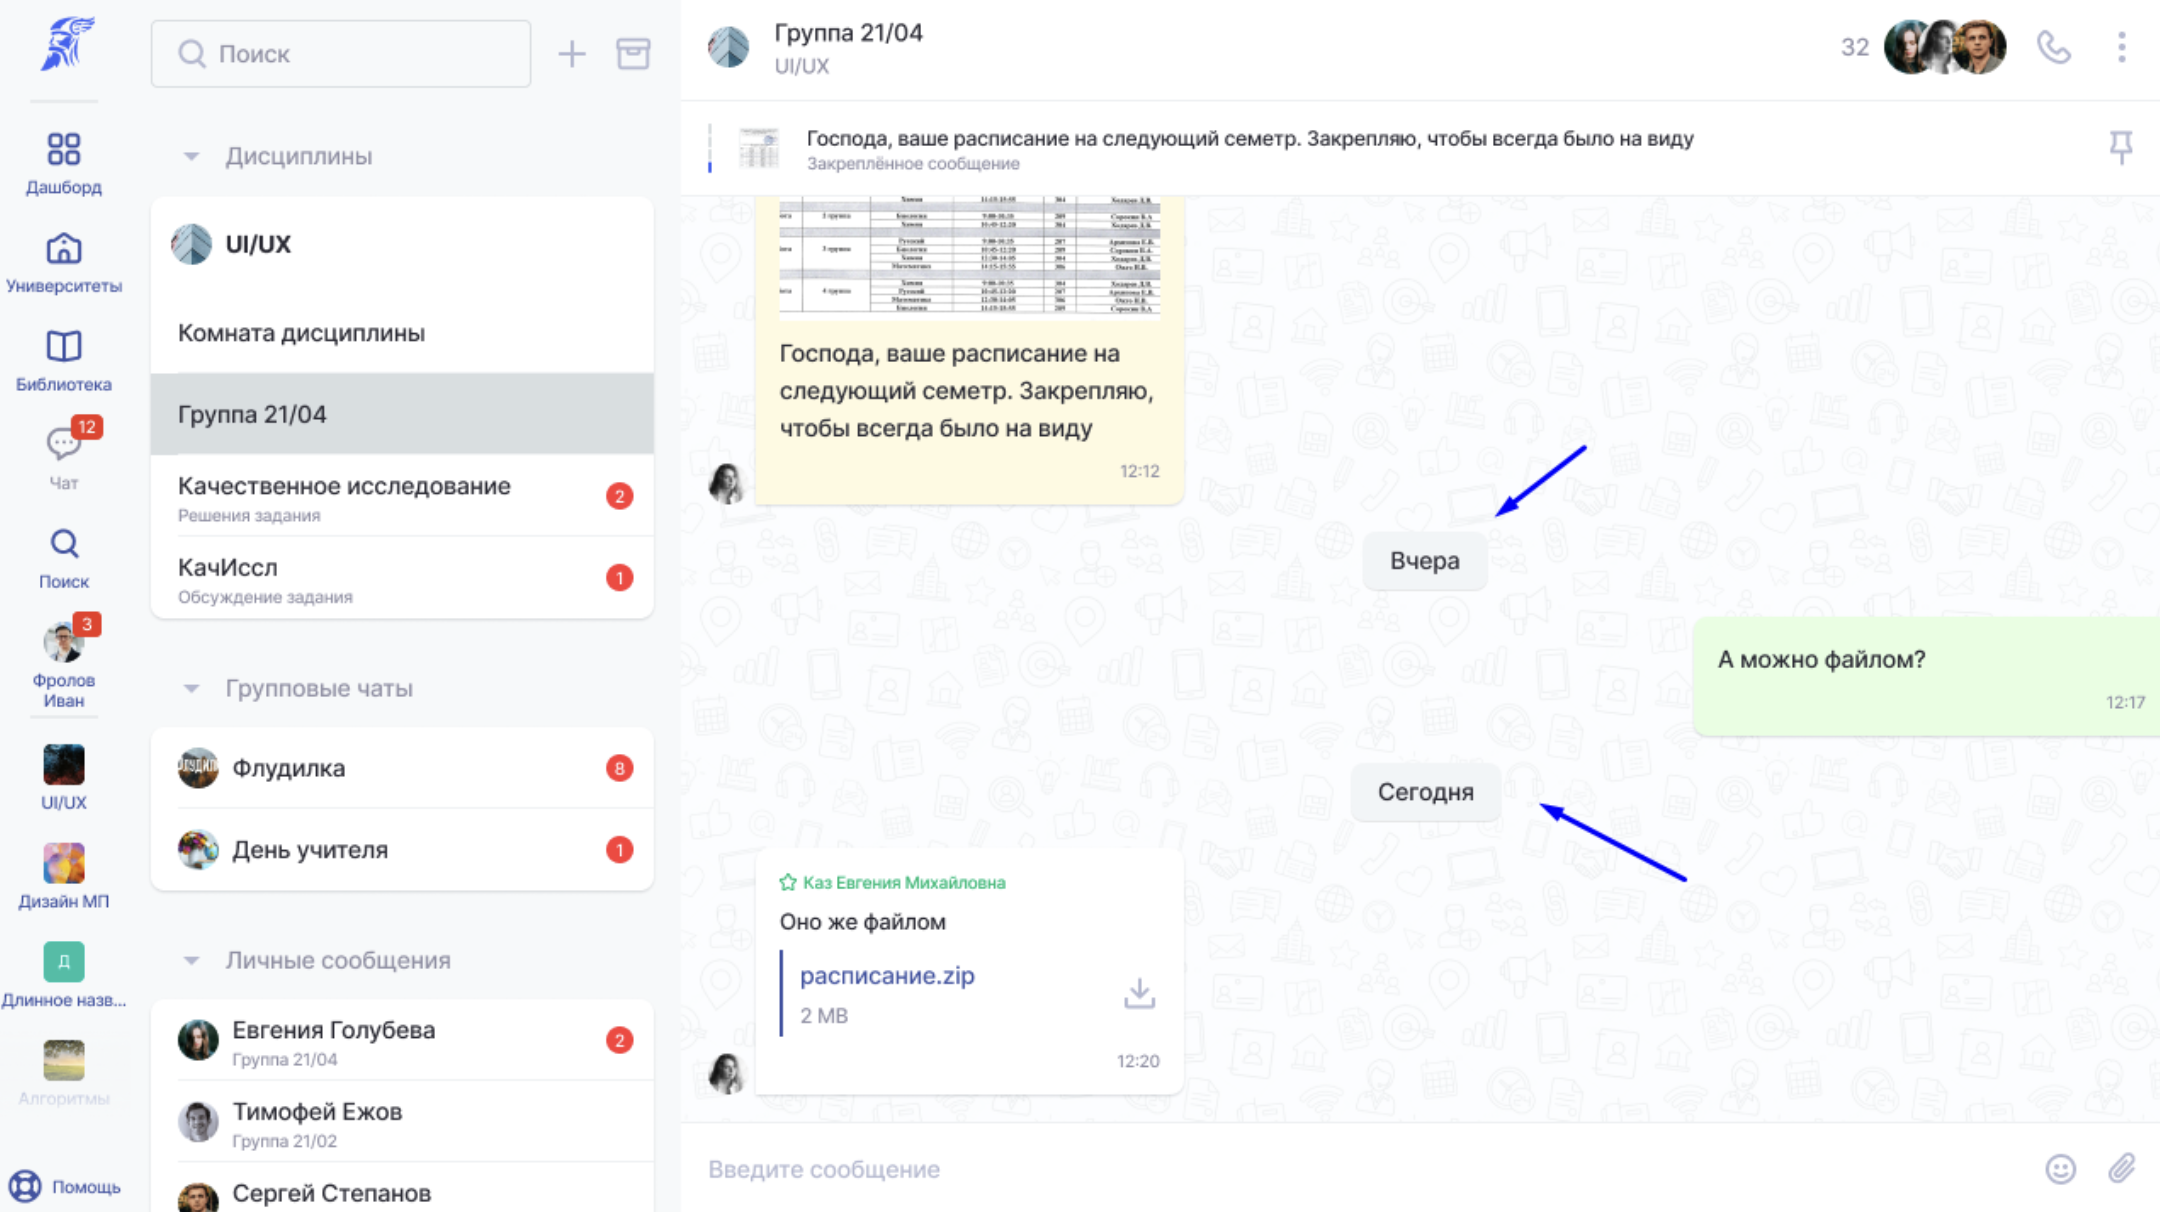 Поиск
Дашборд
Университеты
Библиотека
12
Чат
Поиск
3
Фролов
Иван
UI/UX
Дизайн МП
Д
Длинное назв...
Алгоритмы
Помощь
Дисциплины
UI/UX
Комната дисциплины
Группа 21/04
Качественное исследование
Решения задания
2
КачИссл
Обсуждение задания
1
Групповые чаты
Флудилка
8
День учителя
1
Личные сообщения
Евгения Голубева
Группа 21/04
2
Тимофей Ежов
Группа 21/02
Сергей Степанов
Группа 21/04
UI/UX
32
Господа, ваше расписание на следующий семетр. Закрепляю, чтобы всегда было на виду
Закреплённое сообщение
Господа, ваше расписание на
следующий семетр. Закрепляю,
чтобы всегда было на виду
12:12
Вчера
А можно файлом?
12:17
Сегодня
Каз Евгения Михайловна
Оно же файлом
расписание.zip
2 MB
12:20
Введите сообщение